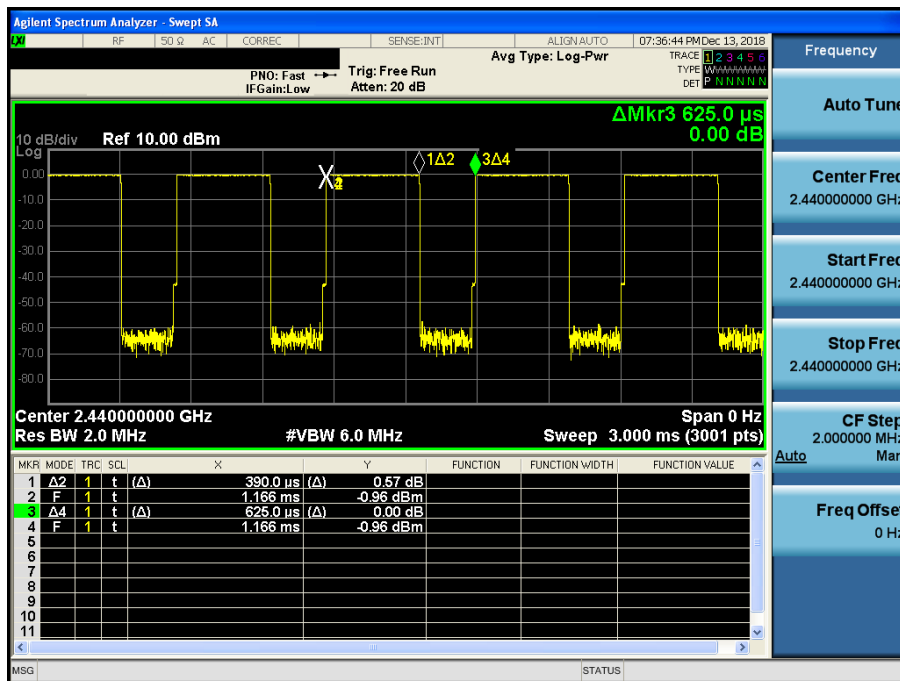 Agilent Spectrum Analyzer - Swept SA
LXI RF 50 Ω AC CORREC SENSE:INT ALIGN AUTO 07:36:44 PM Dec 13, 2018
Avg Type: Log-Pwr
TRACE 1 2 3 4 5 6
TYPE WWWWWW
DET P N N N N N
PNO: Fast Trig: Free Run
IFGain:Low Atten: 20 dB
ΔMkr3 625.0 µs
0.00 dB
10 dB/div Ref 10.00 dBm
Log
1Δ2 3Δ4
0.00
-10.0
-20.0
-30.0
-40.0
-50.0
-60.0
-70.0
-80.0
Center 2.440000000 GHz Span 0 Hz
Res BW 2.0 MHz #VBW 6.0 MHz Sweep 3.000 ms (3001 pts)
MKR MODE TRC SCL X Y FUNCTION FUNCTION WIDTH FUNCTION VALUE
1 Δ2 1 t (Δ) 390.0 µs (Δ) 0.57 dB
2 F 1 t 1.166 ms -0.96 dBm
3 Δ4 1 t (Δ) 625.0 µs (Δ) 0.00 dB
4 F 1 t 1.166 ms -0.96 dBm
5
6
7
8
9
10
11
MSG STATUS
Frequency
Auto Tune
Center Freq
2.440000000 GHz
Start Freq
2.440000000 GHz
Stop Freq
2.440000000 GHz
CF Step
2.000000 MHz
Auto Man
Freq Offset
0 Hz